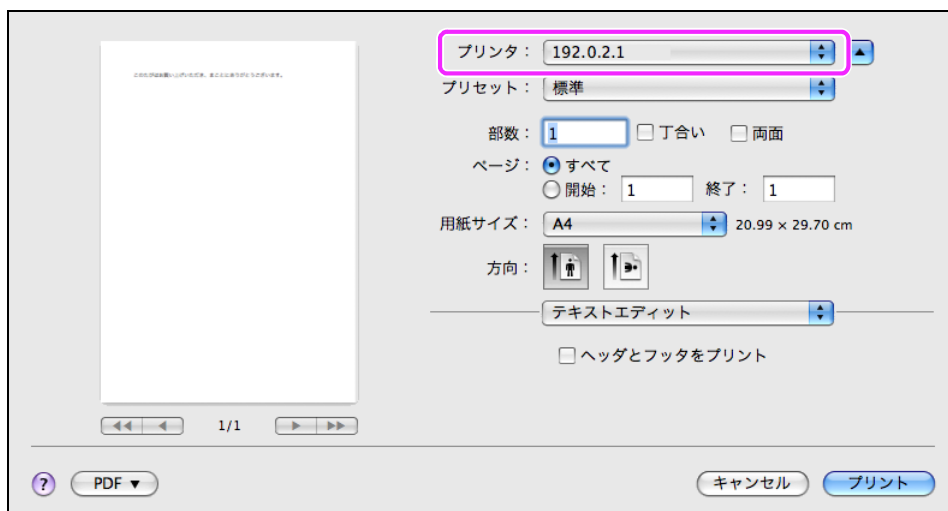 プリンタ： 192.0.2.1
プリセット： 標準
部数： 1 丁合い 両面
ページ： すべて
開始： 1 終了： 1
用紙サイズ： A4 20.99 × 29.70 cm
方向：
テキストエディット
ヘッダとフッタをプリント
1/1
? PDF ▼ キャンセル プリント